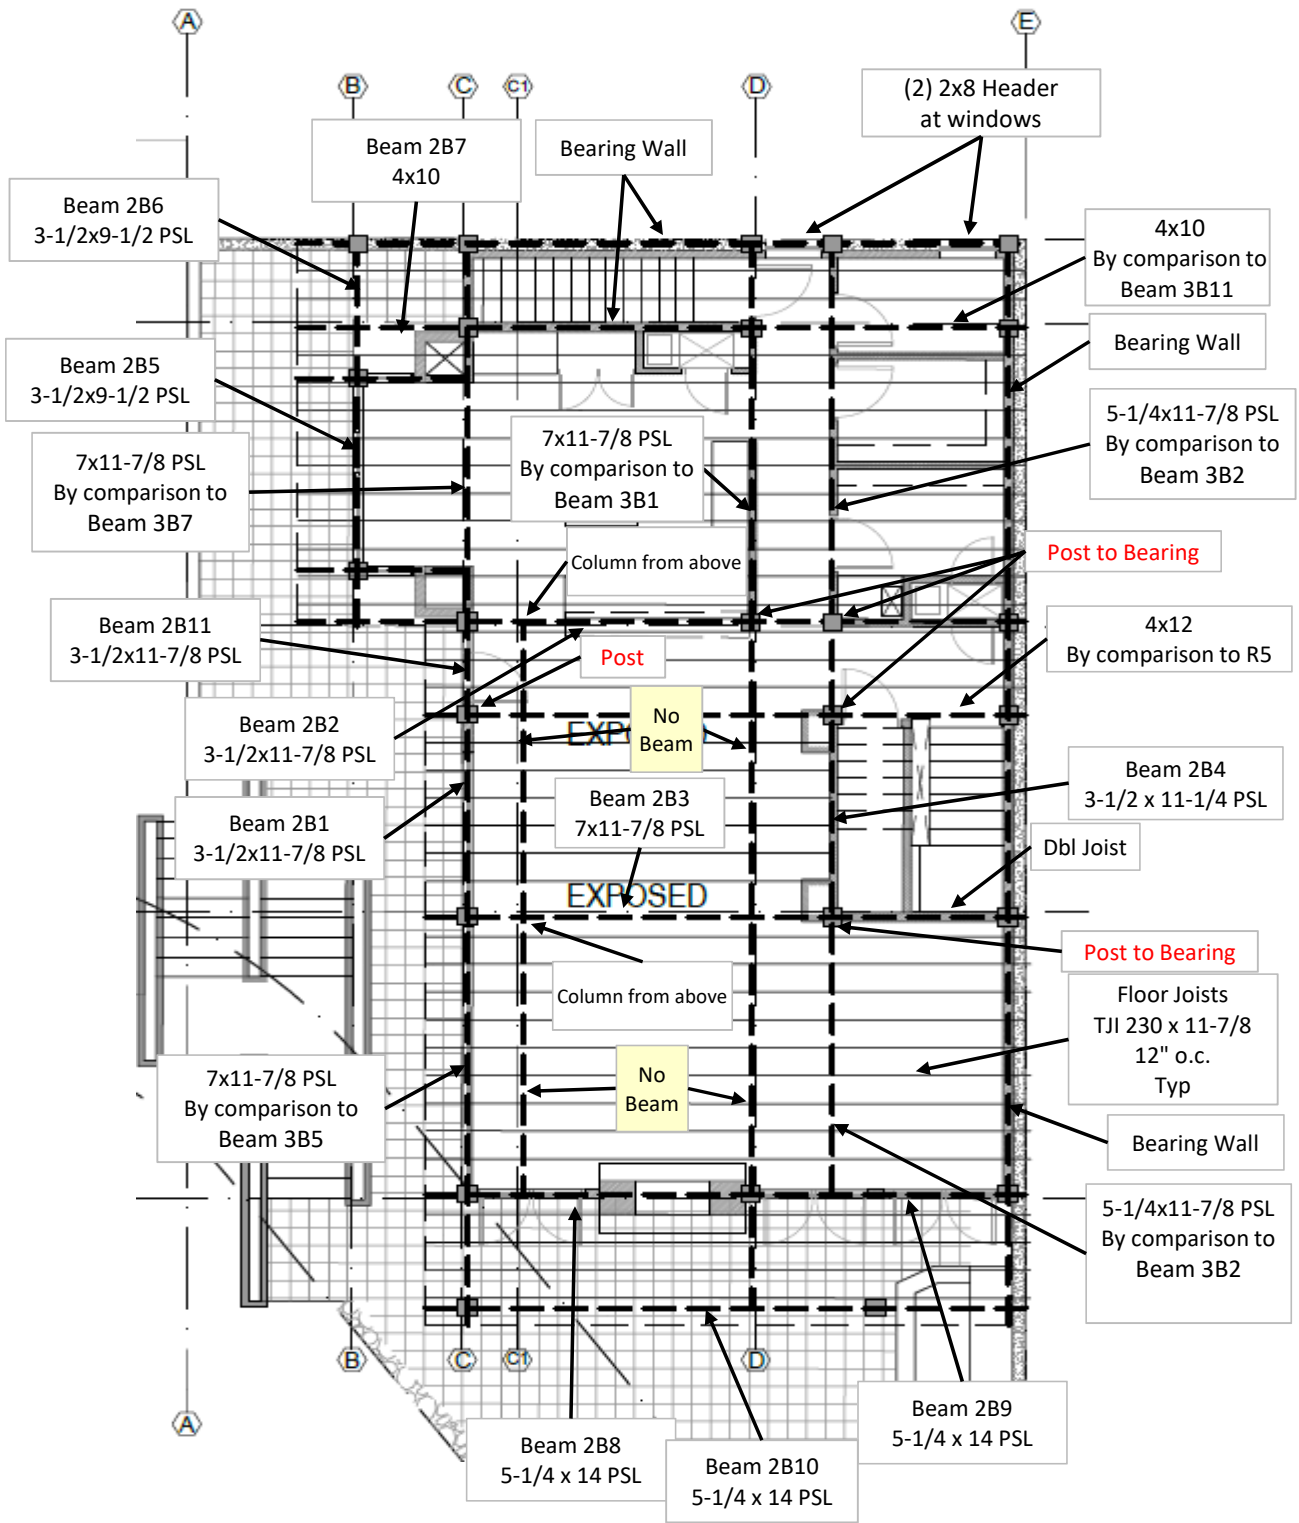 A
E
B
C
C1
D
(2) 2x8 Header
at windows
Beam 2B7
4x10
Bearing Wall
Beam 2B6
3-1/2x9-1/2 PSL
4x10
By comparison to
Beam 3B11
Bearing Wall
Beam 2B5
3-1/2x9-1/2 PSL
5-1/4x11-7/8 PSL
By comparison to
Beam 3B2
7x11-7/8 PSL
By comparison to
Beam 3B1
7x11-7/8 PSL
By comparison to
Beam 3B7
Column from above
Post to Bearing
Beam 2B11
3-1/2x11-7/8 PSL
Post
4x12
By comparison to R5
Beam 2B2
3-1/2x11-7/8 PSL
No
Beam
EXPOSED
Beam 2B4
3-1/2 x 11-1/4 PSL
Beam 2B3
7x11-7/8 PSL
Beam 2B1
3-1/2x11-7/8 PSL
Dbl Joist
EXPOSED
Post to Bearing
Column from above
Floor Joists
TJI 230 x 11-7/8
12" o.c.
Typ
7x11-7/8 PSL
By comparison to
Beam 3B5
No
Beam
Bearing Wall
5-1/4x11-7/8 PSL
By comparison to
Beam 3B2
B
C
C1
D
A
Beam 2B9
5-1/4 x 14 PSL
Beam 2B8
5-1/4 x 14 PSL
Beam 2B10
5-1/4 x 14 PSL